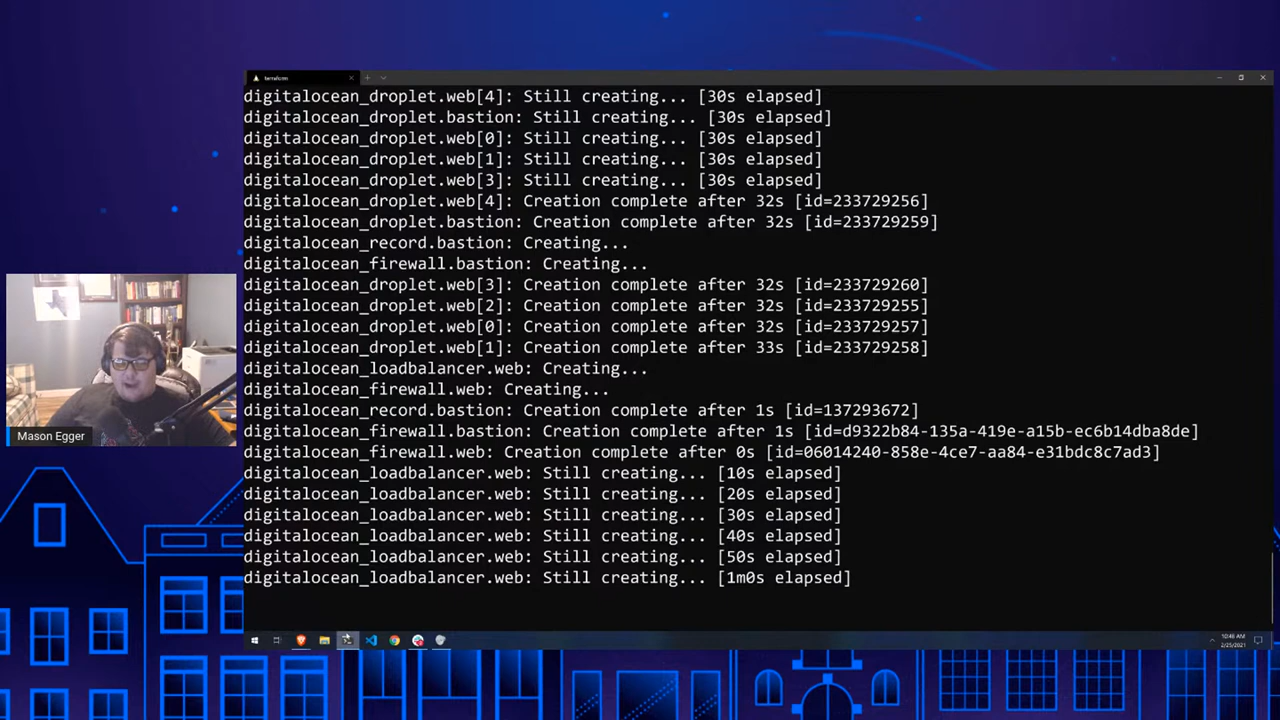 terraform
digitalocean_droplet.web[4]: Still creating... [30s elapsed]
digitalocean_droplet.bastion: Still creating... [30s elapsed]
digitalocean_droplet.web[0]: Still creating... [30s elapsed]
digitalocean_droplet.web[1]: Still creating... [30s elapsed]
digitalocean_droplet.web[3]: Still creating... [30s elapsed]
digitalocean_droplet.web[4]: Creation complete after 32s [id=233729256]
digitalocean_droplet.bastion: Creation complete after 32s [id=233729259]
digitalocean_record.bastion: Creating...
digitalocean_firewall.bastion: Creating...
digitalocean_droplet.web[3]: Creation complete after 32s [id=233729260]
digitalocean_droplet.web[2]: Creation complete after 32s [id=233729255]
digitalocean_droplet.web[0]: Creation complete after 32s [id=233729257]
digitalocean_droplet.web[1]: Creation complete after 33s [id=233729258]
digitalocean_loadbalancer.web: Creating...
digitalocean_firewall.web: Creating...
digitalocean_record.bastion: Creation complete after 1s [id=137293672]
digitalocean_firewall.bastion: Creation complete after 1s [id=d9322b84-135a-419e-a15b-ec6b14dba8de]
digitalocean_firewall.web: Creation complete after 0s [id=06014240-858e-4ce7-aa84-e31bdc8c7ad3]
digitalocean_loadbalancer.web: Still creating... [10s elapsed]
digitalocean_loadbalancer.web: Still creating... [20s elapsed]
digitalocean_loadbalancer.web: Still creating... [30s elapsed]
digitalocean_loadbalancer.web: Still creating... [40s elapsed]
digitalocean_loadbalancer.web: Still creating... [50s elapsed]
digitalocean_loadbalancer.web: Still creating... [1m0s elapsed]
Mason Egger
10:46 AM
2/25/2021